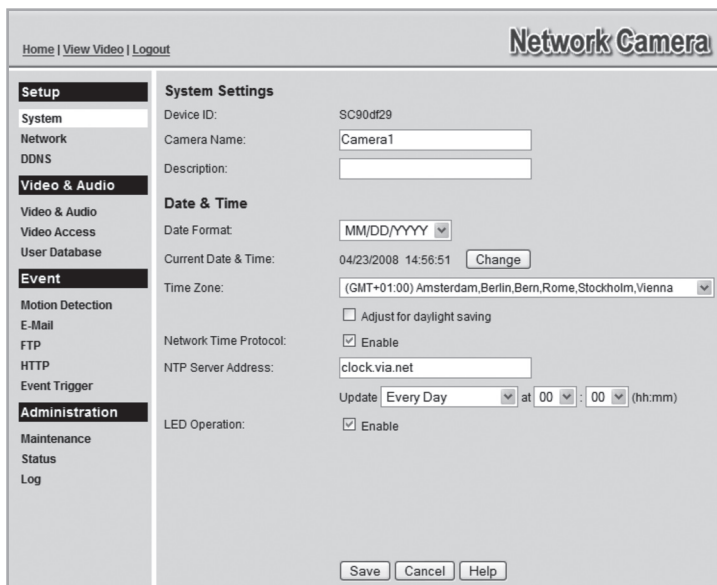 Home | View Video | Logout
Network Camera
Setup
System
Network
DDNS
Video & Audio
Video & Audio
Video Access
User Database
Event
Motion Detection
E-Mail
FTP
HTTP
Event Trigger
Administration
Maintenance
Status
Log
System Settings
Device ID: SC90df29
Camera Name: Camera1
Description:
Date & Time
Date Format: MM/DD/YYYY
Current Date & Time: 04/23/2008 14:56:51 Change
Time Zone: (GMT+01:00) Amsterdam,Berlin,Bern,Rome,Stockholm,Vienna
Adjust for daylight saving
Network Time Protocol: Enable
NTP Server Address: clock.via.net
Update Every Day at 00 : 00 (hh:mm)
LED Operation: Enable
Save Cancel Help